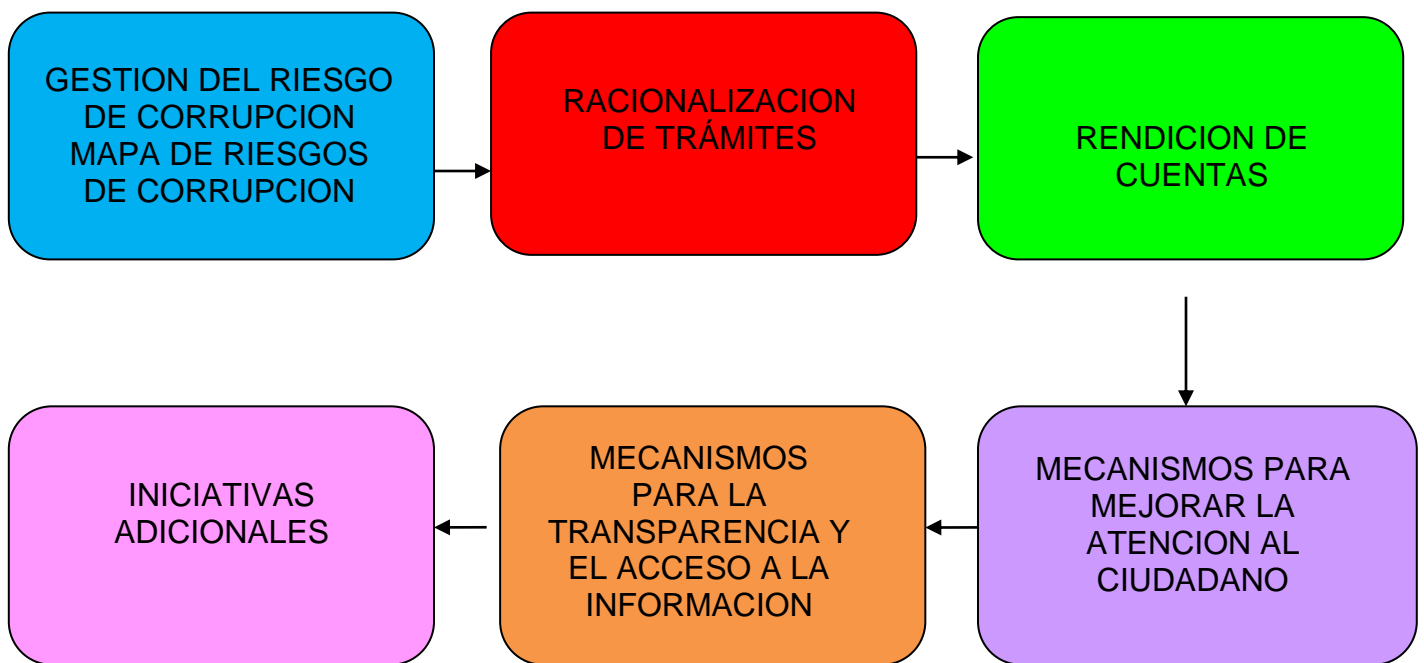 GESTION DEL RIESGO
DE CORRUPCION
MAPA DE RIESGOS
DE CORRUPCION
RACIONALIZACION
DE TRÁMITES
RENDICION DE
CUENTAS
MECANISMOS PARA
MEJORAR LA
ATENCION AL
CIUDADANO
MECANISMOS
PARA LA
TRANSPARENCIA Y
EL ACCESO A LA
INFORMACION
INICIATIVAS
ADICIONALES